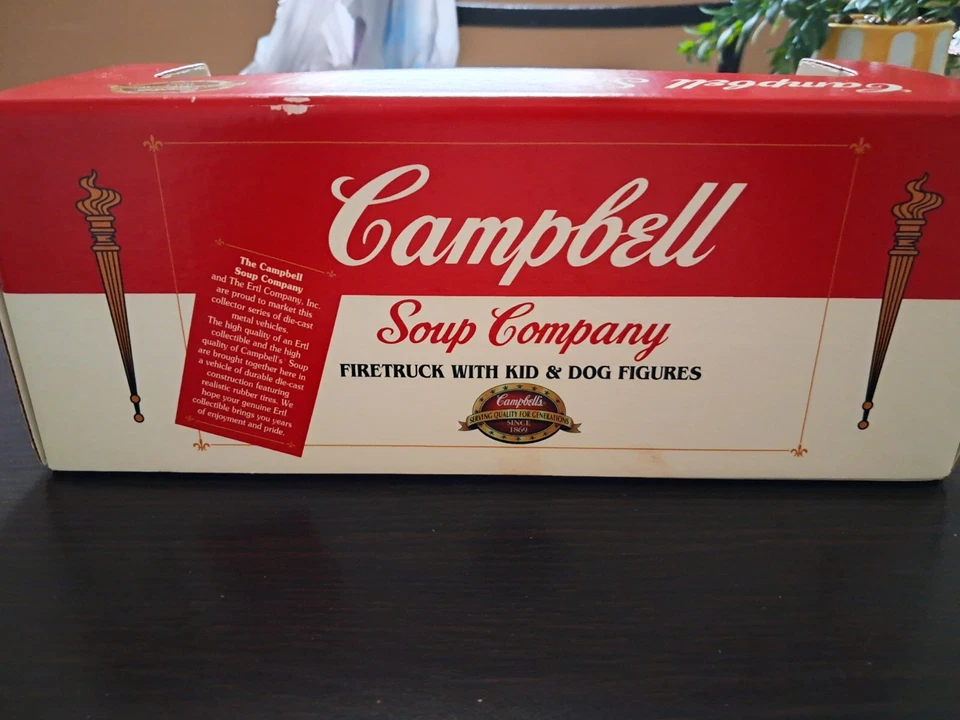 Campbell
Campbell
Soup Company
FIRETRUCK WITH KID & DOG FIGURES
Campbell's
SERVING QUALITY FOR GENERATIONS
SINCE
1869
The Campbell
Soup Company
and The Ertl Company, Inc.
are proud to market this
collector series of die-cast
metal vehicles.
The high quality of an Ertl
collectible and the high
quality of Campbell's Soup
are brought together here in
a vehicle of durable die-cast
construction featuring
realistic rubber tires. We
hope your genuine Ertl
collectible brings you years
of enjoyment and pride.